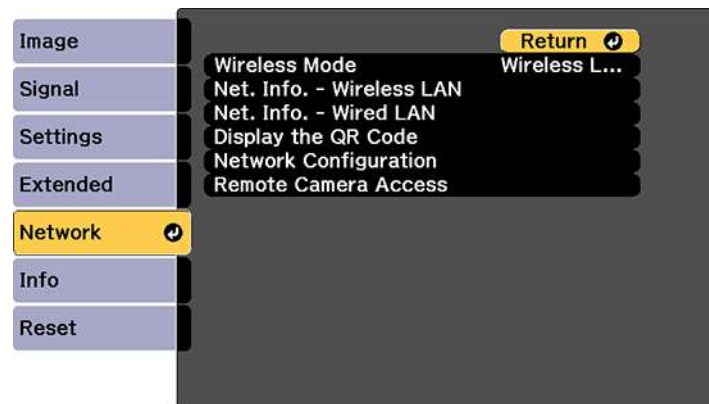 Image
Signal
Settings
Extended
Network
Info
Reset
Return
Wireless Mode Wireless L...
Net. Info. - Wireless LAN
Net. Info. - Wired LAN
Display the QR Code
Network Configuration
Remote Camera Access